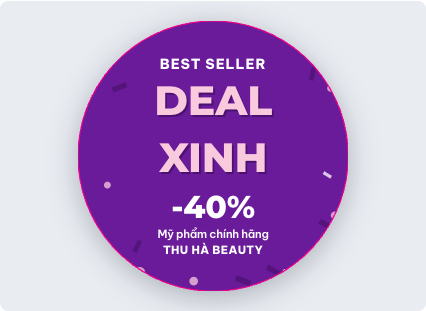 BEST SELLER
DEAL
XINH
-40%
Mỹ phẩm chính hãng
THU HÀ BEAUTY